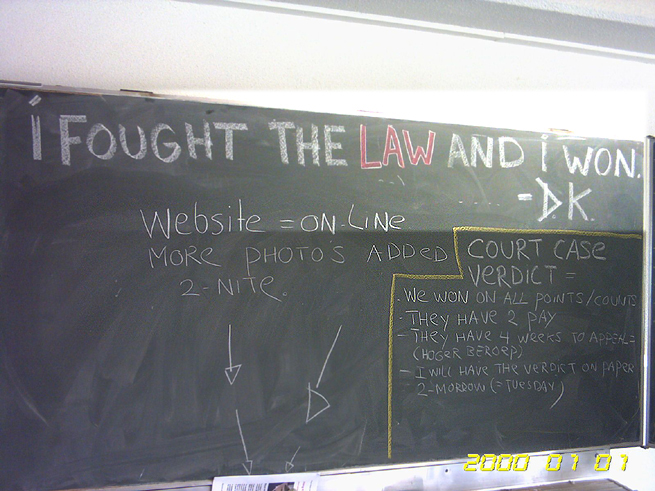 i FOUGHT THE LAW AND i WON.
-D.K.
Website = ON-LINE
MORE PHOTO'S ADDED
2-NITE.
COURT CASE
VERDICT =
- WE WON ON ALL POINTS/COUNTS
- THEY HAVE 2 PAY
- THEY HAVE 4 WEEKS TO APPEAL=
(HOGER BEROEP)
- I WILL HAVE THE VERDICT ON PAPER
2-MORROW (=TUESDAY)
D
2000 01 01